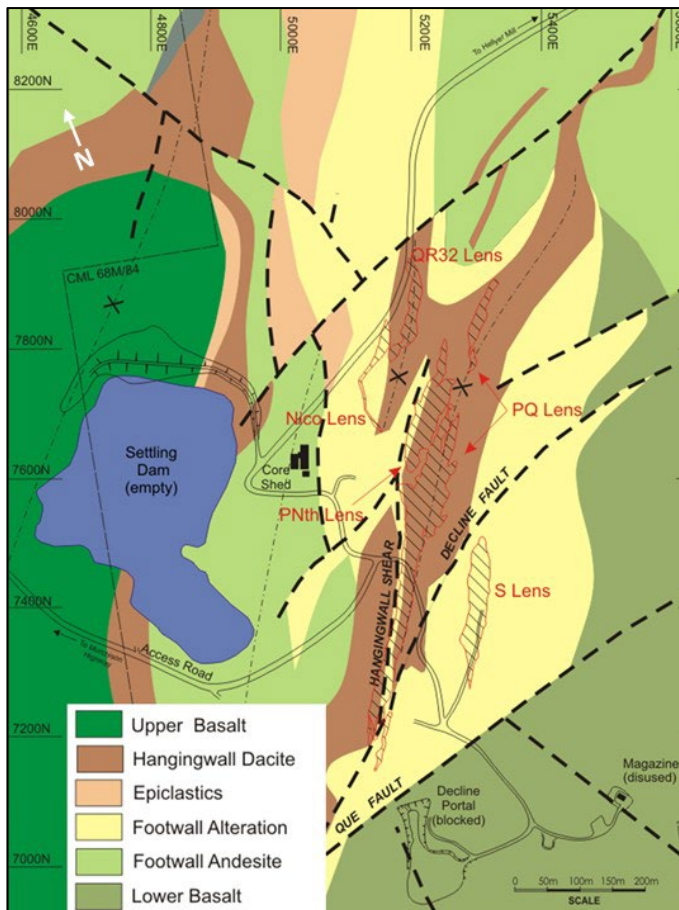 4600E
4800E
5000E
5200E
5400E
8200N
8000N
7800N
7600N
7400N
7200N
7000N
N
To Hellyer Mill
CML 68M/84
QR32 Lens
Nico Lens
PQ Lens
Settling
Dam
(empty)
Core
Shed
PNth Lens
DECLINE FAULT
HANGINGWALL SHEAR
S Lens
To Murchison
Highway
Access Road
QUE FAULT
Decline
Portal
(blocked)
Magazine
(disused)
Upper Basalt
Hangingwall Dacite
Epiclastics
Footwall Alteration
Footwall Andesite
Lower Basalt
0 50m 100m 150m 200m
SCALE